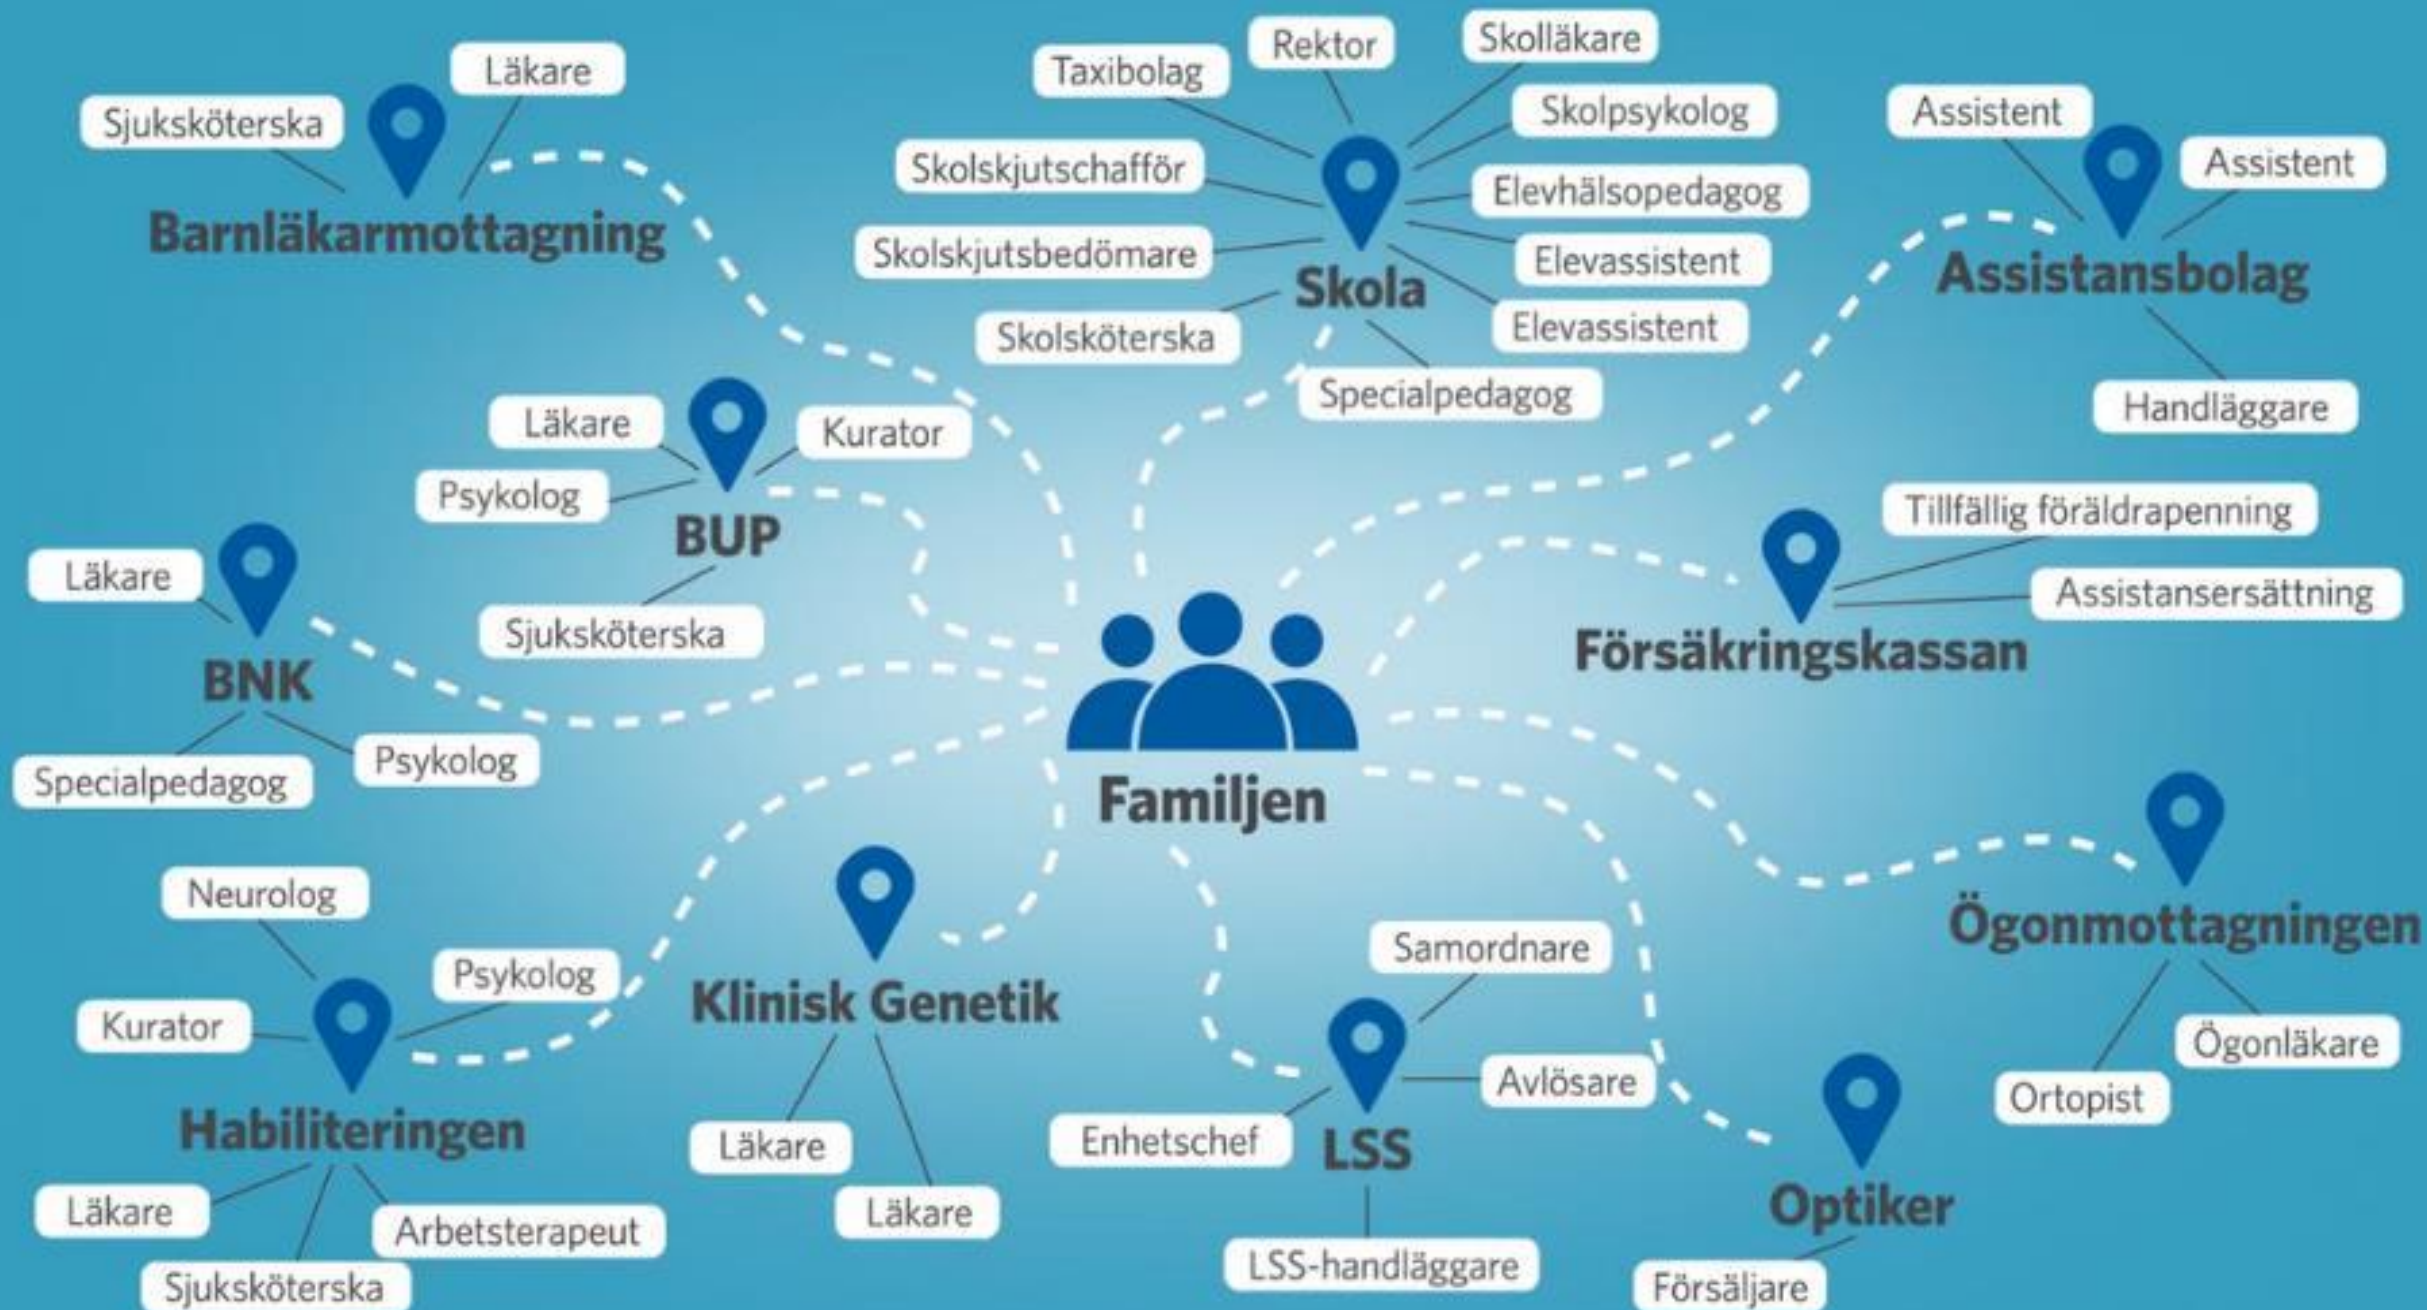 Läkare
Sjuksköterska
Barnläkarmottagning
Rektor
Skolläkare
Taxibolag
Skolpsykolog
Skolskjutschafför
Elevhälsopedagog
Skolskjutsbedömare
Elevassistent
Skola
Skolsköterska
Elevassistent
Specialpedagog
Assistent
Assistent
Assistansbolag
Handläggare
Läkare
Kurator
Psykolog
BUP
Sjuksköterska
Tillfällig föräldrapenning
Assistansersättning
Försäkringskassan
Läkare
BNK
Specialpedagog
Psykolog
Familjen
Neurolog
Psykolog
Kurator
Habiliteringen
Läkare
Arbetsterapeut
Sjuksköterska
Klinisk Genetik
Läkare
Läkare
Samordnare
Avlösare
Enhetschef
LSS
LSS-handläggare
Ögonmottagningen
Ögonläkare
Ortopist
Optiker
Försäljare